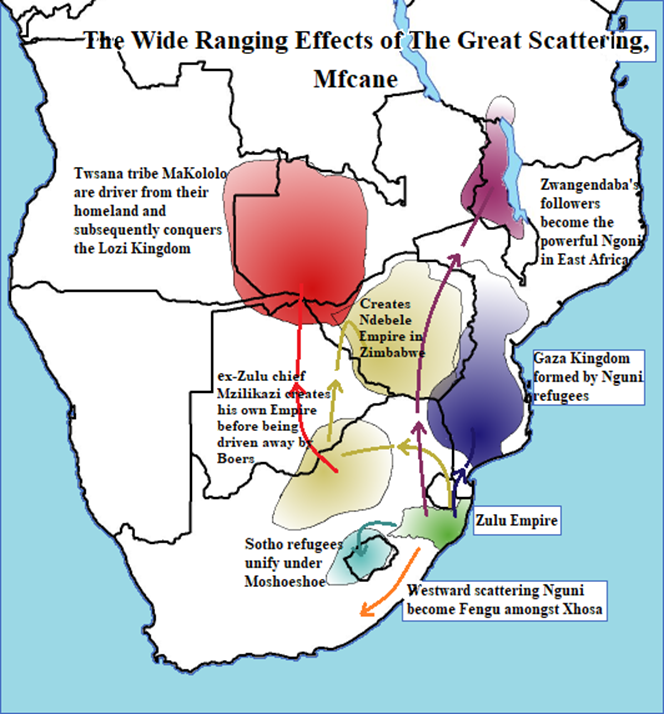 The Wide Ranging Effects of The Great Scattering,
Mfcane
Twsana tribe MaKololo
are driver from their
homeland and
subsequently conquers
the Lozi Kingdom
Zwangendaba's
followers
become the
powerful Ngoni
in East Africa
Creates
Ndebele
Empire in
Zimbabwe
ex-Zulu chief
Mzilikazi creates
his own Empire
before being
driven away by
Boers
Gaza Kingdom
formed by Nguni
refugees
Zulu Empire
Sotho refugees
unify under
Moshoeshoe
Westward scattering Nguni
become Fengu amongst Xhosa